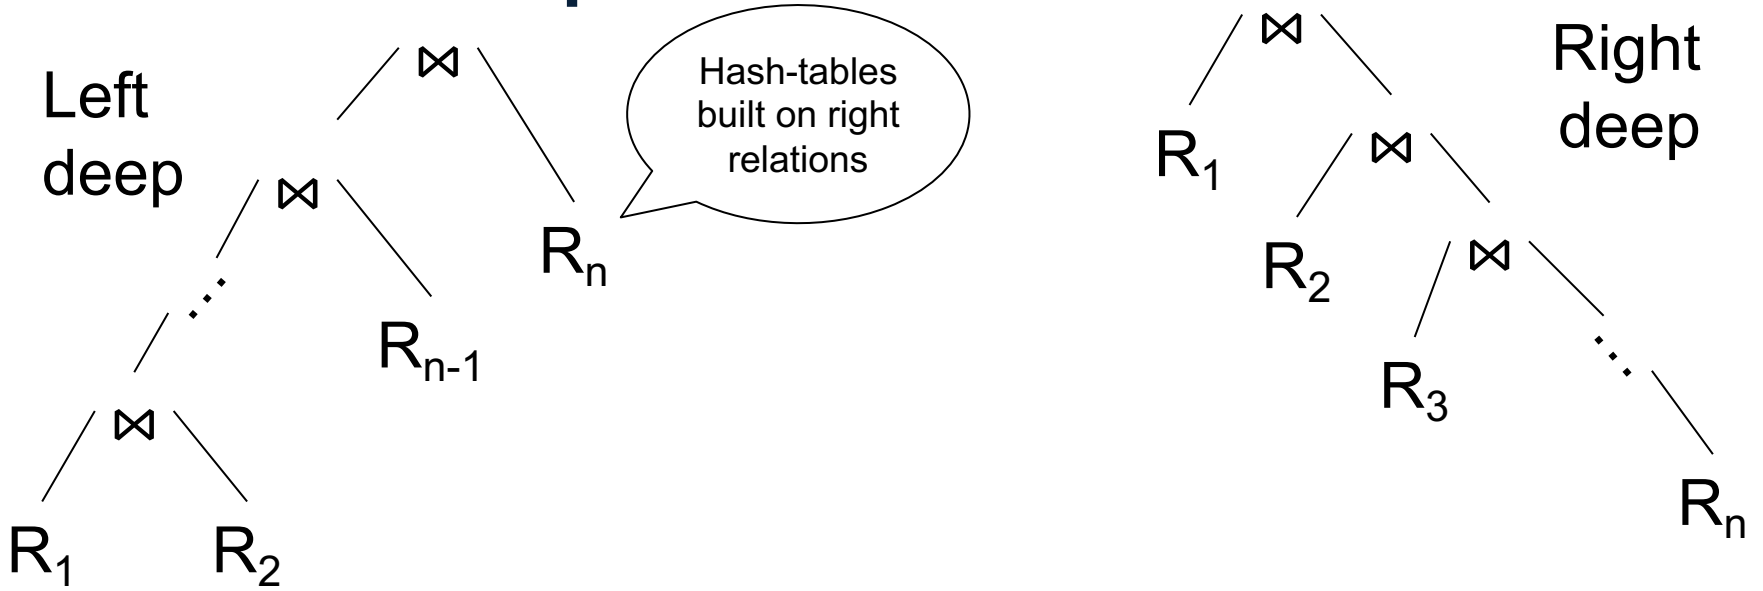 Left
deep
⋈
⋈
⋈
R₁
R₂
Rₙ₋₁
Rₙ
Hash-tables
built on right
relations
Right
deep
⋈
R₁
⋈
R₂
⋈
R₃
Rₙ